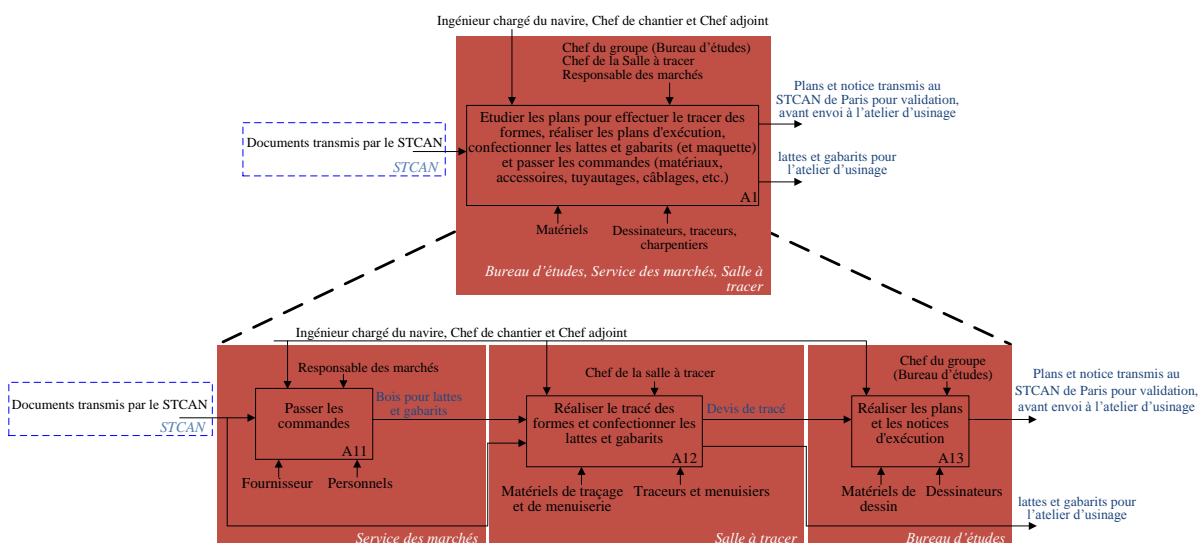 Ingénieur chargé du navire, Chef de chantier et Chef adjoint
Chef du groupe (Bureau d'études)
Chef de la Salle à tracer
Responsable des marchés
Documents transmis par le STCAN
STCAN
Etudier les plans pour effectuer le tracer des
formes, réaliser les plans d'exécution,
confectionner les lattes et gabarits (et maquette)
et passer les commandes (matériaux,
accessoires, tuyautages, câblages, etc.)
A1
Plans et notice transmis au
STCAN de Paris pour validation,
avant envoi à l'atelier d'usinage
lattes et gabarits pour
l'atelier d'usinage
Matériels
Dessinateurs, traceurs,
charpentiers
Bureau d'études, Service des marchés, Salle à
tracer
Ingénieur chargé du navire, Chef de chantier et Chef adjoint
Documents transmis par le STCAN
STCAN
Responsable des marchés
Passer les
commandes
A11
Fournisseur
Personnels
Service des marchés
Bois pour lattes
et gabarits
Chef de la salle à tracer
Réaliser le tracé des
formes et confectionner les
lattes et gabarits
A12
Matériels de traçage
et de menuiserie
Traceurs et menuisiers
Salle à tracer
Devis de tracé
Chef du groupe
(Bureau d'études)
Réaliser les plans
et les notices
d'exécution
A13
Matériels de
dessin
Dessinateurs
Bureau d'études
Plans et notice transmis au
STCAN de Paris pour validation,
avant envoi à l'atelier d'usinage
lattes et gabarits pour
l'atelier d'usinage